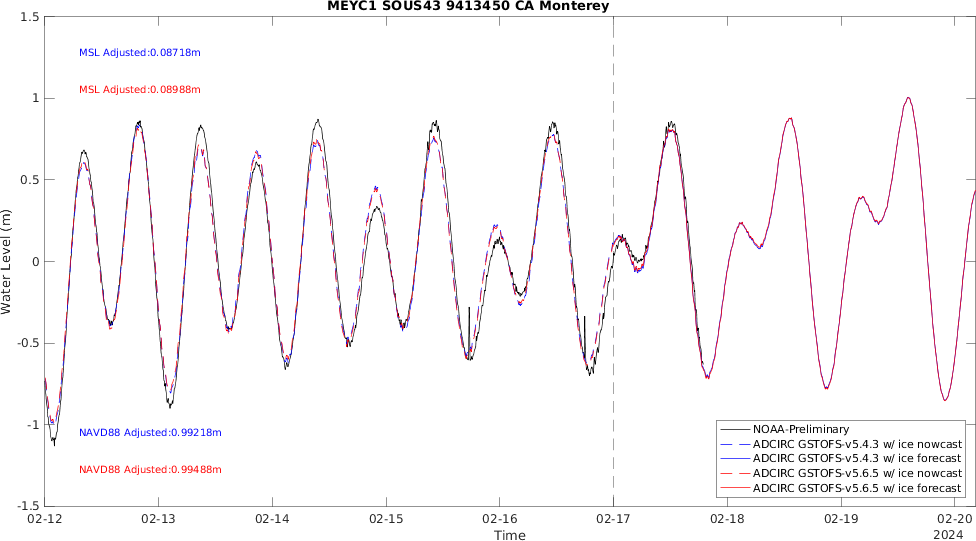 MEYC1 SOUS43 9413450 CA Monterey
1.5
1
0.5
0
-0.5
-1
-1.5
Water Level (m)
MSL Adjusted:0.08718m
MSL Adjusted:0.08988m
NAVD88 Adjusted:0.99218m
NAVD88 Adjusted:0.99488m
NOAA-Preliminary
ADCIRC GSTOFS-v5.4.3 w/ ice nowcast
ADCIRC GSTOFS-v5.4.3 w/ ice forecast
ADCIRC GSTOFS-v5.6.5 w/ ice nowcast
ADCIRC GSTOFS-v5.6.5 w/ ice forecast
02-12 02-13 02-14 02-15 02-16 02-17 02-18 02-19 02-20
Time
2024